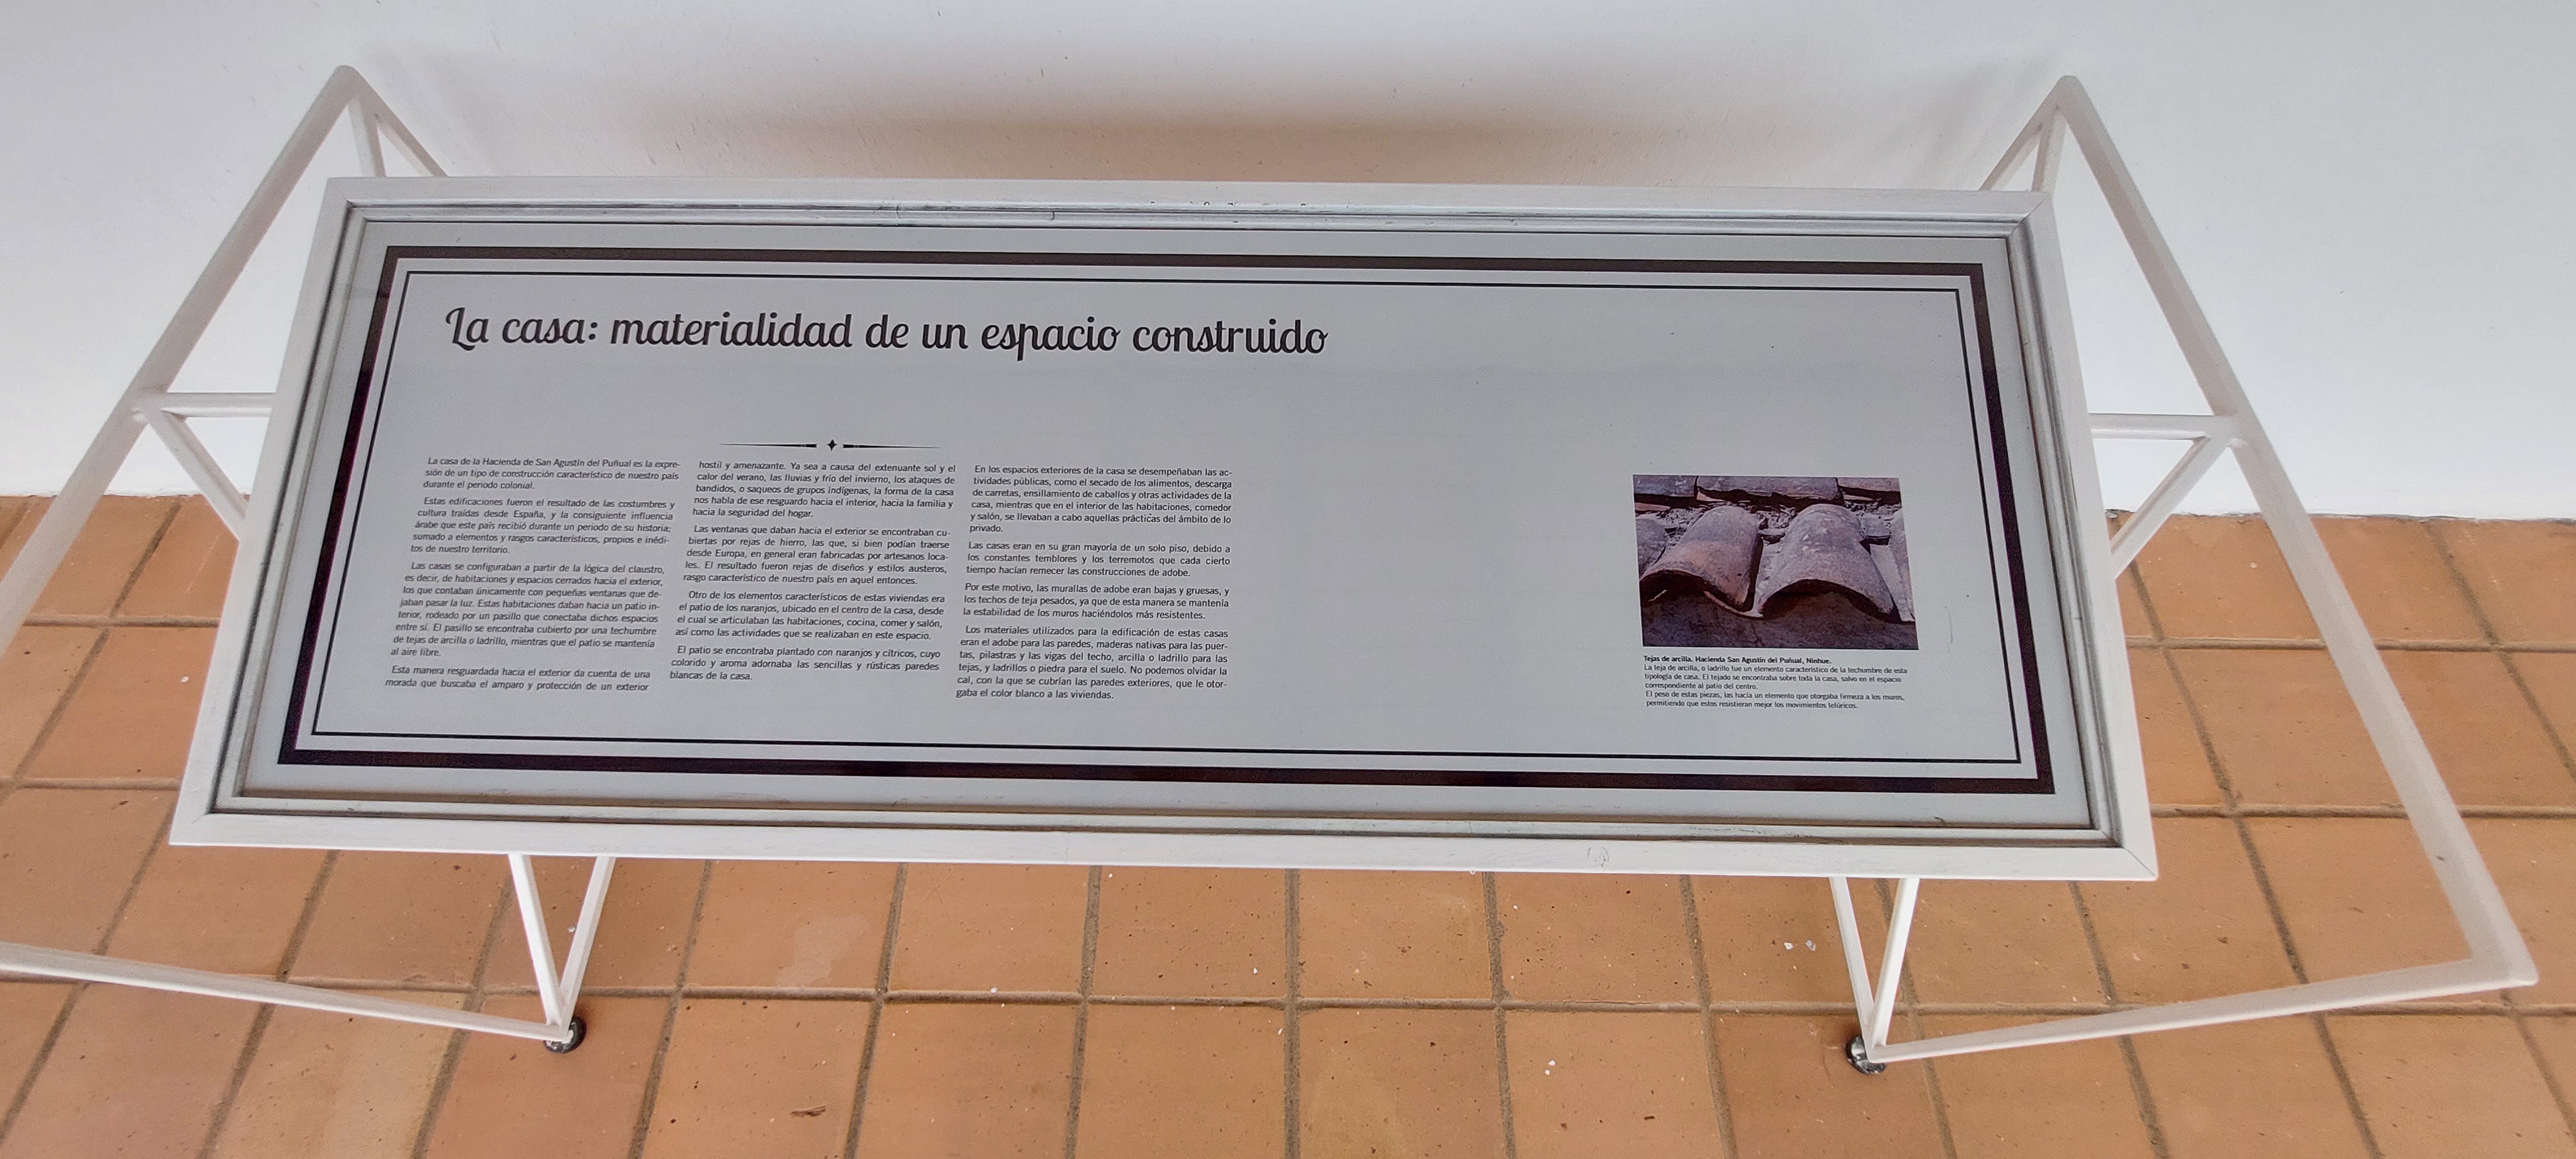 La casa: materialidad de un espacio construido
La casa de la Hacienda de San Agustín del Puñual es la expre-
sión de un tipo de construcción característico de nuestro país
durante el periodo colonial.
Estas edificaciones fueron el resultado de las costumbres y
cultura traídas desde España, y la consiguiente influencia
árabe que este país recibió durante un periodo de su historia;
sumado a elementos y rasgos característicos, propios e inédi-
tos de nuestro territorio.
Las casas se configuraban a partir de la lógica del claustro,
es decir, de habitaciones y espacios cerrados hacia el exterior,
los que contaban únicamente con pequeñas ventanas que de-
jaban pasar la luz. Estas habitaciones daban hacia un patio in-
terior, rodeado por un pasillo que conectaba dichos espacios
entre sí. El pasillo se encontraba cubierto por una techumbre
de tejas de arcilla o ladrillo, mientras que el patio se mantenía
al aire libre.
Esta manera resguardada hacia el exterior da cuenta de una
morada que buscaba el amparo y protección de un exterior
hostil y amenazante. Ya sea a causa del extenuante sol y el
calor del verano, las lluvias y frío del invierno, los ataques de
bandidos, o saqueos de grupos indígenas, la forma de la casa
nos habla de ese resguardo hacia el interior, hacia la familia y
hacia la seguridad del hogar.
Las ventanas que daban hacia el exterior se encontraban cu-
biertas por rejas de hierro, las que, si bien podían traerse
desde Europa, en general eran fabricadas por artesanos loca-
les. El resultado fueron rejas de diseños y estilos austeros,
rasgo característico de nuestro país en aquel entonces.
Otro de los elementos característicos de estas viviendas era
el patio de los naranjos, ubicado en el centro de la casa, desde
el cual se articulaban las habitaciones, cocina, comer y salón,
así como las actividades que se realizaban en este espacio.
El patio se encontraba plantado con naranjos y cítricos, cuyo
colorido y aroma adornaba las sencillas y rústicas paredes
blancas de la casa.
En los espacios exteriores de la casa se desempeñaban las ac-
tividades públicas, como el secado de los alimentos, descarga
de carretas, ensillamiento de caballos y otras actividades de la
casa, mientras que en el interior de las habitaciones, comedor
y salón, se llevaban a cabo aquellas prácticas del ámbito de lo
privado.
Las casas eran en su gran mayoría de un solo piso, debido a
los constantes temblores y los terremotos que cada cierto
tiempo hacían remecer las construcciones de adobe.
Por este motivo, las murallas de adobe eran bajas y gruesas, y
los techos de teja pesados, ya que de esta manera se mantenía
la estabilidad de los muros haciéndolos más resistentes.
Los materiales utilizados para la edificación de estas casas
eran el adobe para las paredes, maderas nativas para las puer-
tas, pilastras y las vigas del techo, arcilla o ladrillo para las
tejas, y ladrillos o piedra para el suelo. No podemos olvidar la
cal, con la que se cubrían las paredes exteriores, que le otor-
gaba el color blanco a las viviendas.
Tejas de arcilla. Hacienda San Agustín del Puñual, Ninhue.
La teja de arcilla, o ladrillo fue un elemento característico de la techumbre de esta
tipología de casa. El tejado se encontraba sobre toda la casa, salvo en el espacio
correspondiente al patio del centro.
El peso de estas piezas, las hacía un elemento que otorgaba firmeza a los muros,
permitiendo que estos resistieran mejor los movimientos telúricos.